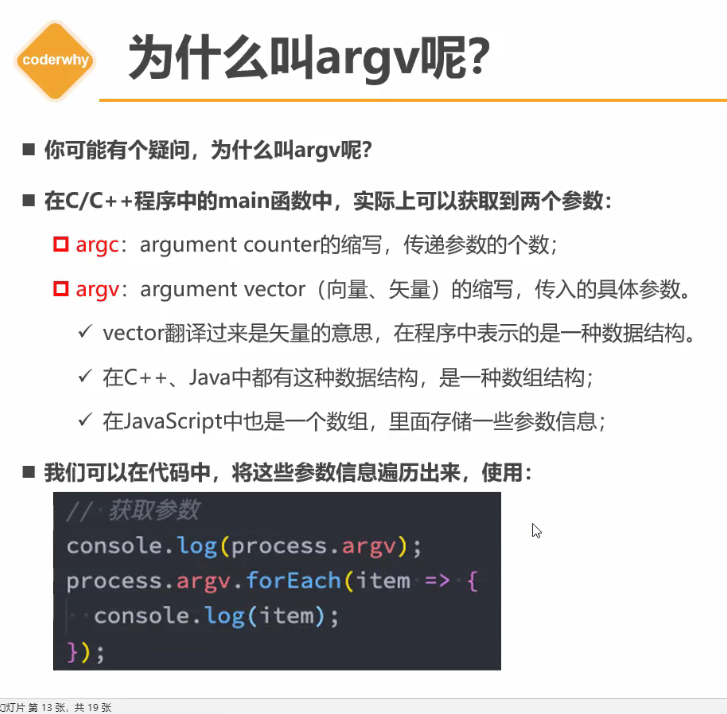 coderwhy
为什么叫argv呢？
你可能有个疑问，为什么叫argv呢？
在C/C++程序中的main函数中，实际上可以获取到两个参数：
argc：argument counter的缩写，传递参数的个数；
argv：argument vector（向量、矢量）的缩写，传入的具体参数。
vector翻译过来是矢量的意思，在程序中表示的是一种数据结构。
在C++、Java中都有这种数据结构，是一种数组结构；
在JavaScript中也是一个数组，里面存储一些参数信息；
我们可以在代码中，将这些参数信息遍历出来，使用：
// 获取参数
console.log(process.argv);
process.argv.forEach(item => {
  console.log(item);
});
幻灯片 第 13 张，共 19 张